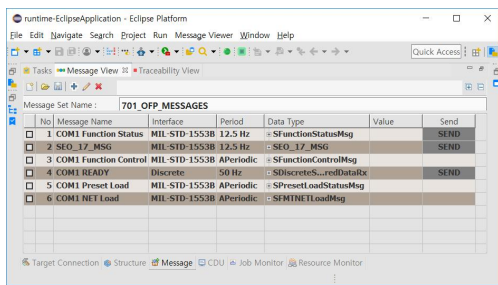 runtime-EclipseApplication - Eclipse Platform
File Edit Navigate Search Project Run Message Viewer Window Help
Quick Access
Tasks Message View Traceability View
Message Set Name : 701_OFP_MESSAGES
No Message Name Interface Period Data Type Value Send
1 COM1 Function Status MIL-STD-1553B 12.5 Hz SFunctionStatusMsg SEND
2 SEO_17_MSG MIL-STD-1553B 12.5 Hz SEO_17_MSG SEND
3 COM1 Function Control MIL-STD-1553B APeriodic SFunctionControlMsg
4 COM1 READY Discrete 50 Hz SDiscreteS...redDataRx SEND
5 COM1 Preset Load MIL-STD-1553B APeriodic SPresetLoadStatusMsg
6 COM1 NET Load MIL-STD-1553B APeriodic SFMTNETLoadMsg
Target Connection Structure Message CDU Job Monitor Resource Monitor